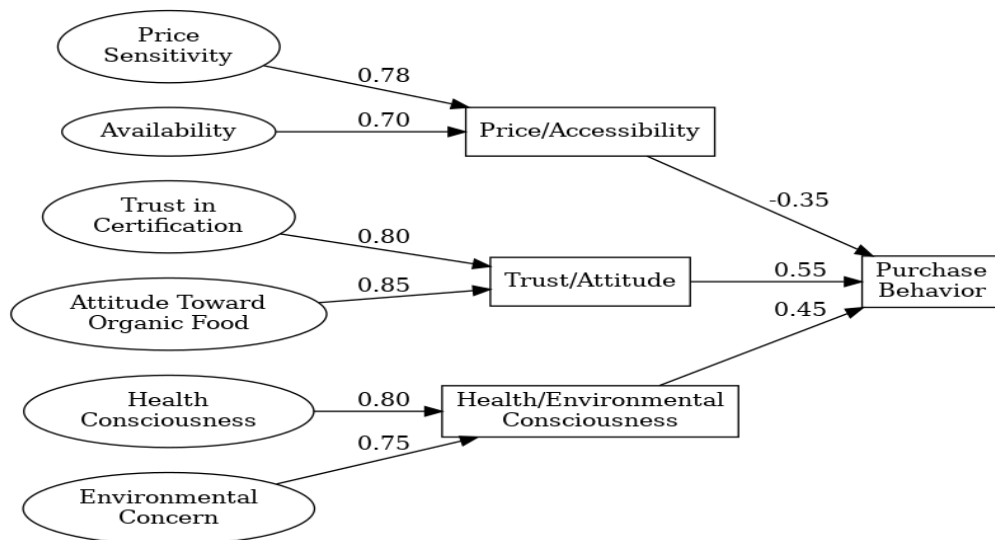 Price
Sensitivity
0.78
Availability
0.70
Price/Accessibility
-0.35
Trust in
Certification
0.80
Attitude Toward
Organic Food
0.85
Trust/Attitude
0.55
Purchase
Behavior
0.45
Health
Consciousness
0.80
Health/Environmental
Consciousness
0.75
Environmental
Concern